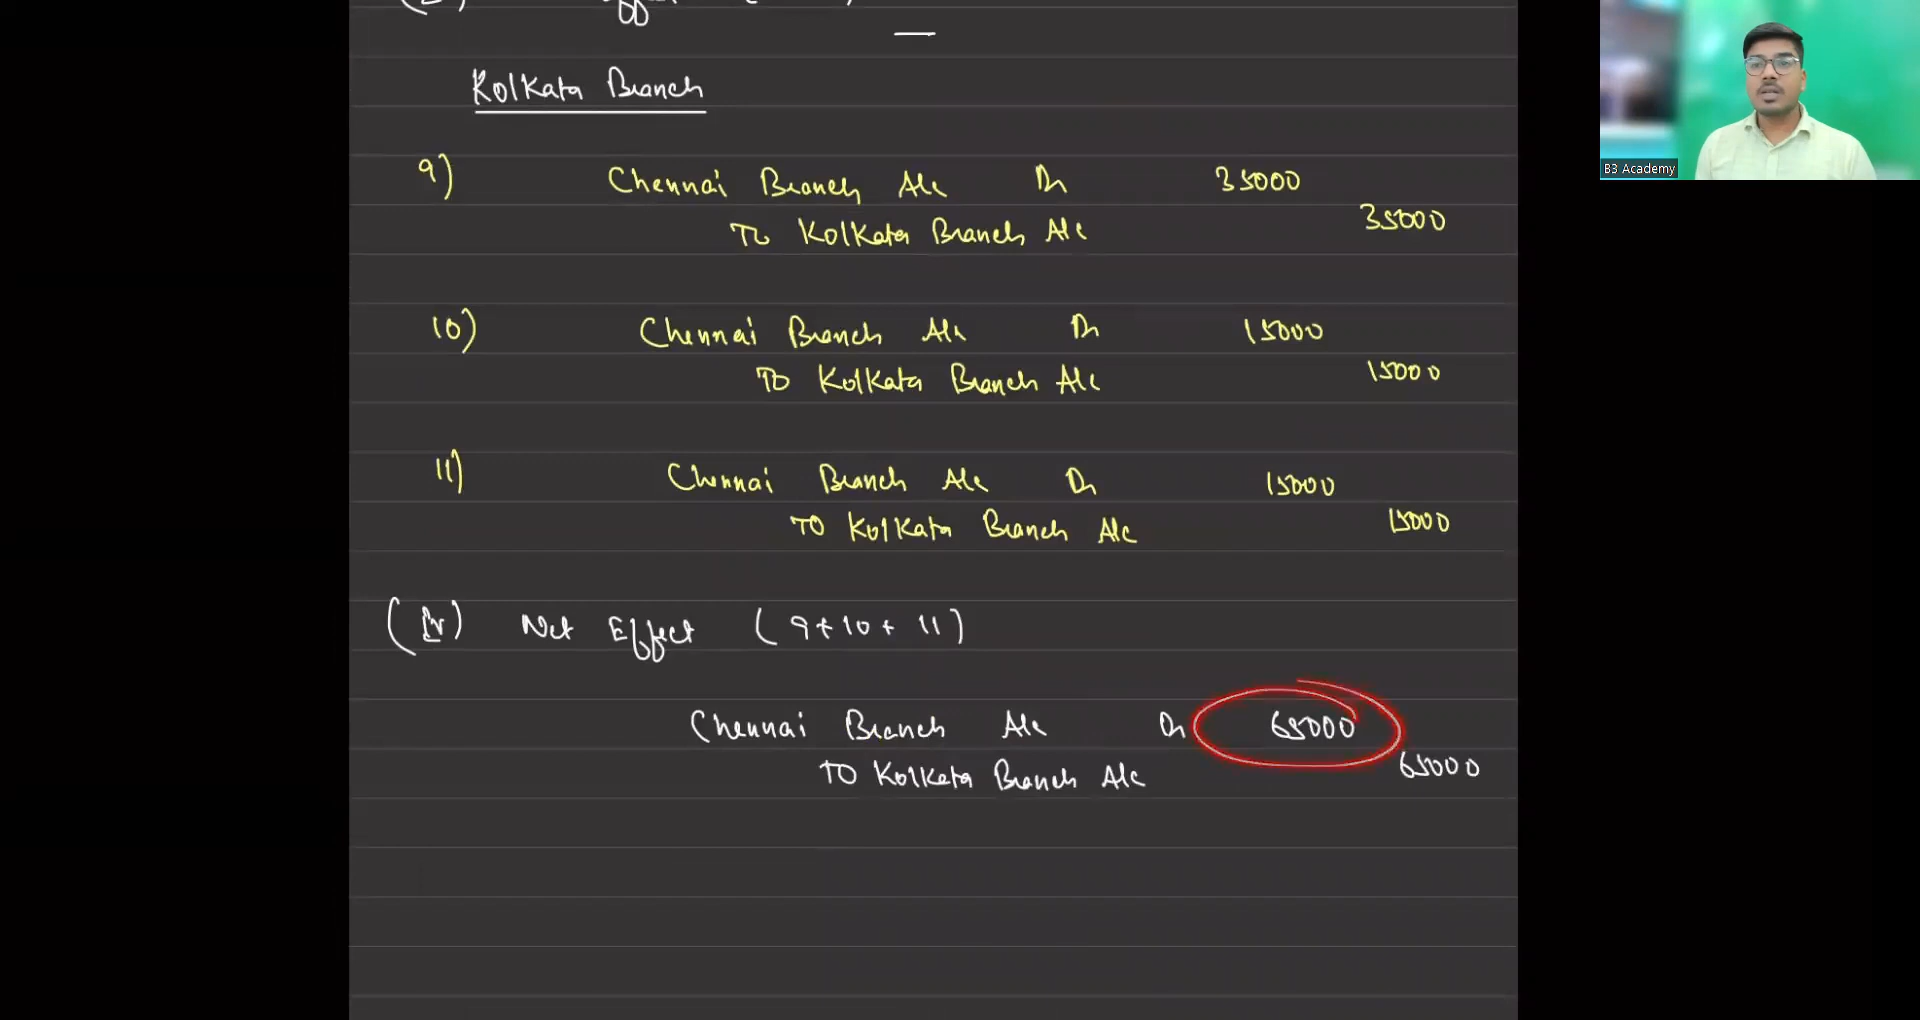 Kolkata Branch
9) Chennai Branch A/c Dr 35000
To Kolkata Branch A/c 35000
10) Chennai Branch A/c Dr 15000
To Kolkata Branch A/c 15000
11) Chennai Branch A/c Dr 15000
To Kolkata Branch A/c 15000
(IV) Net Effect (9+10+11)
Chennai Branch A/c Dr 65000
To Kolkata Branch A/c 65000
B3 Academy